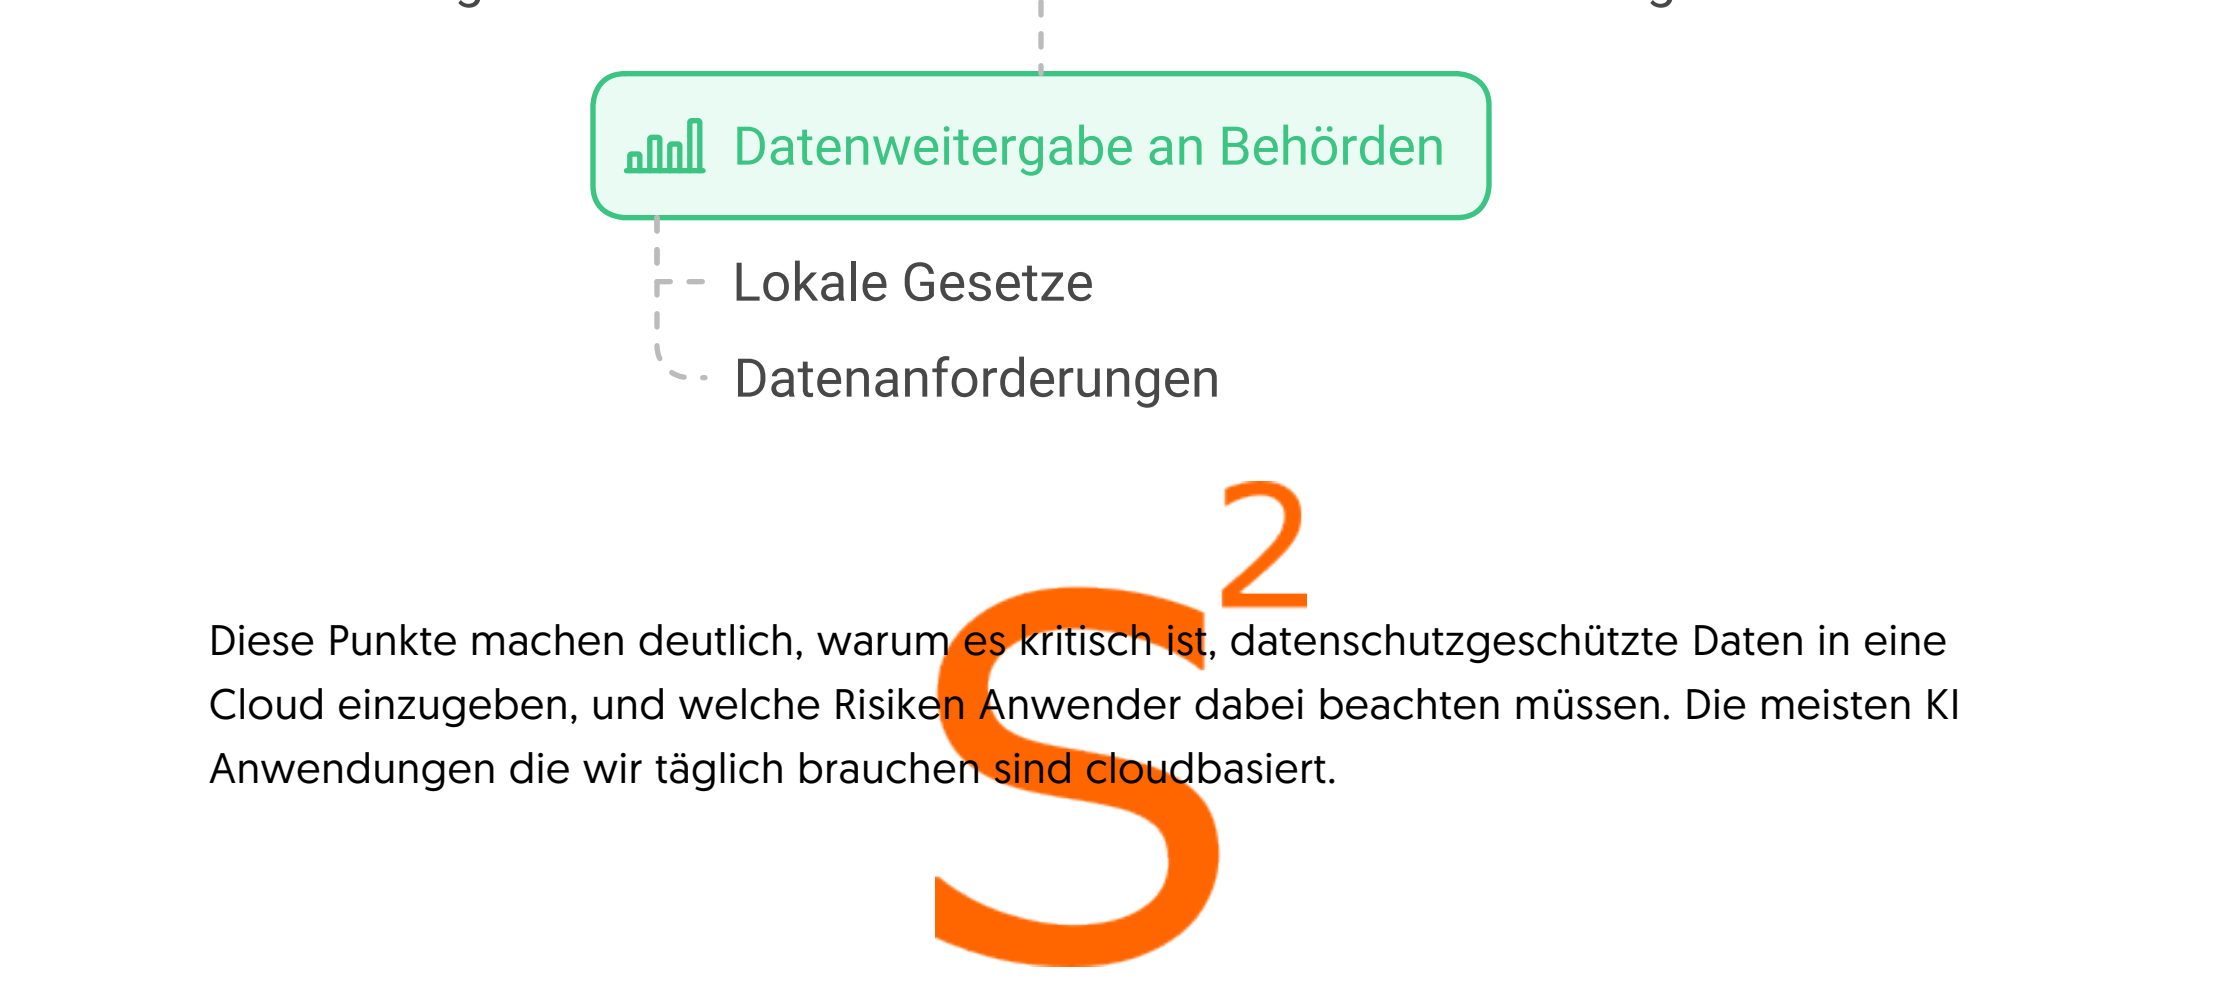 Datenweitergabe an Behörden
Lokale Gesetze
Datenanforderungen
S²
Diese Punkte machen deutlich, warum es kritisch ist, datenschutzgeschützte Daten in eine
Cloud einzugeben, und welche Risiken Anwender dabei beachten müssen. Die meisten KI
Anwendungen die wir täglich brauchen sind cloudbasiert.